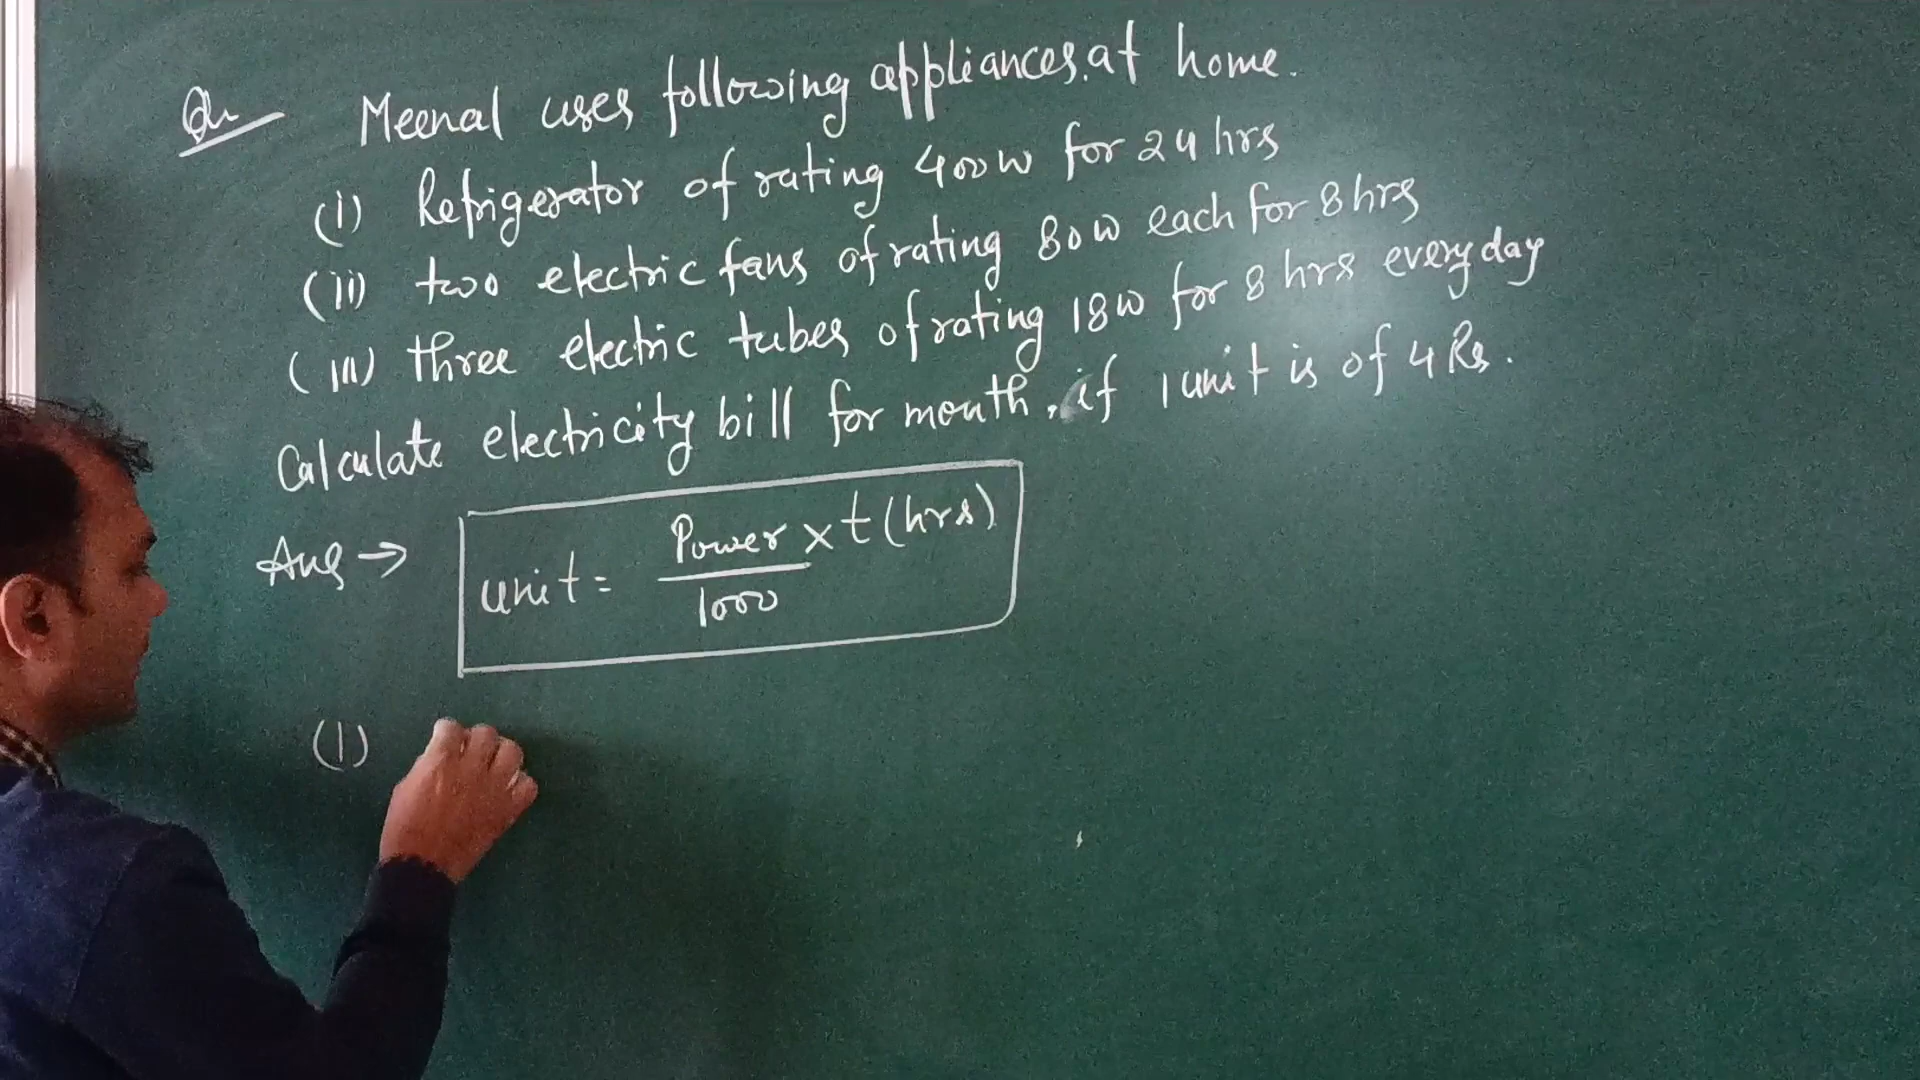 Qu Meenal uses following appliances at home.
(i) Refrigerator of rating 400w for 24 hrs
(ii) two electric fans of rating 80w each for 8 hrs
(iii) three electric tubes of rating 18w for 8 hrs everyday
Calculate electricity bill for month, if 1 unit is of 4 Rs.
Ans → unit = Power/1000 × t (hrs)
(1)